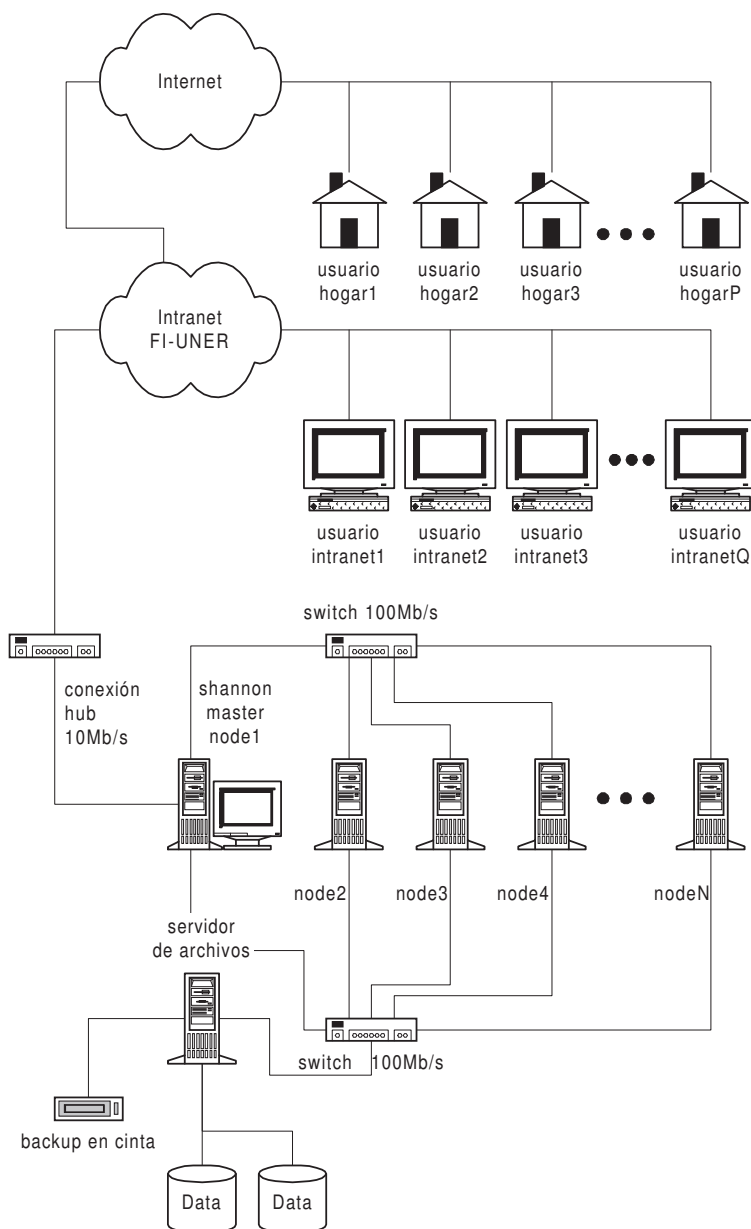 Internet
usuario
hogar1
usuario
hogar2
usuario
hogar3
usuario
hogarP
Intranet
FI-UNER
usuario
intranet1
usuario
intranet2
usuario
intranet3
usuario
intranetQ
switch 100Mb/s
conexión
hub
10Mb/s
shannon
master
node1
node2
node3
node4
nodeN
servidor
de archivos
switch 100Mb/s
backup en cinta
Data
Data